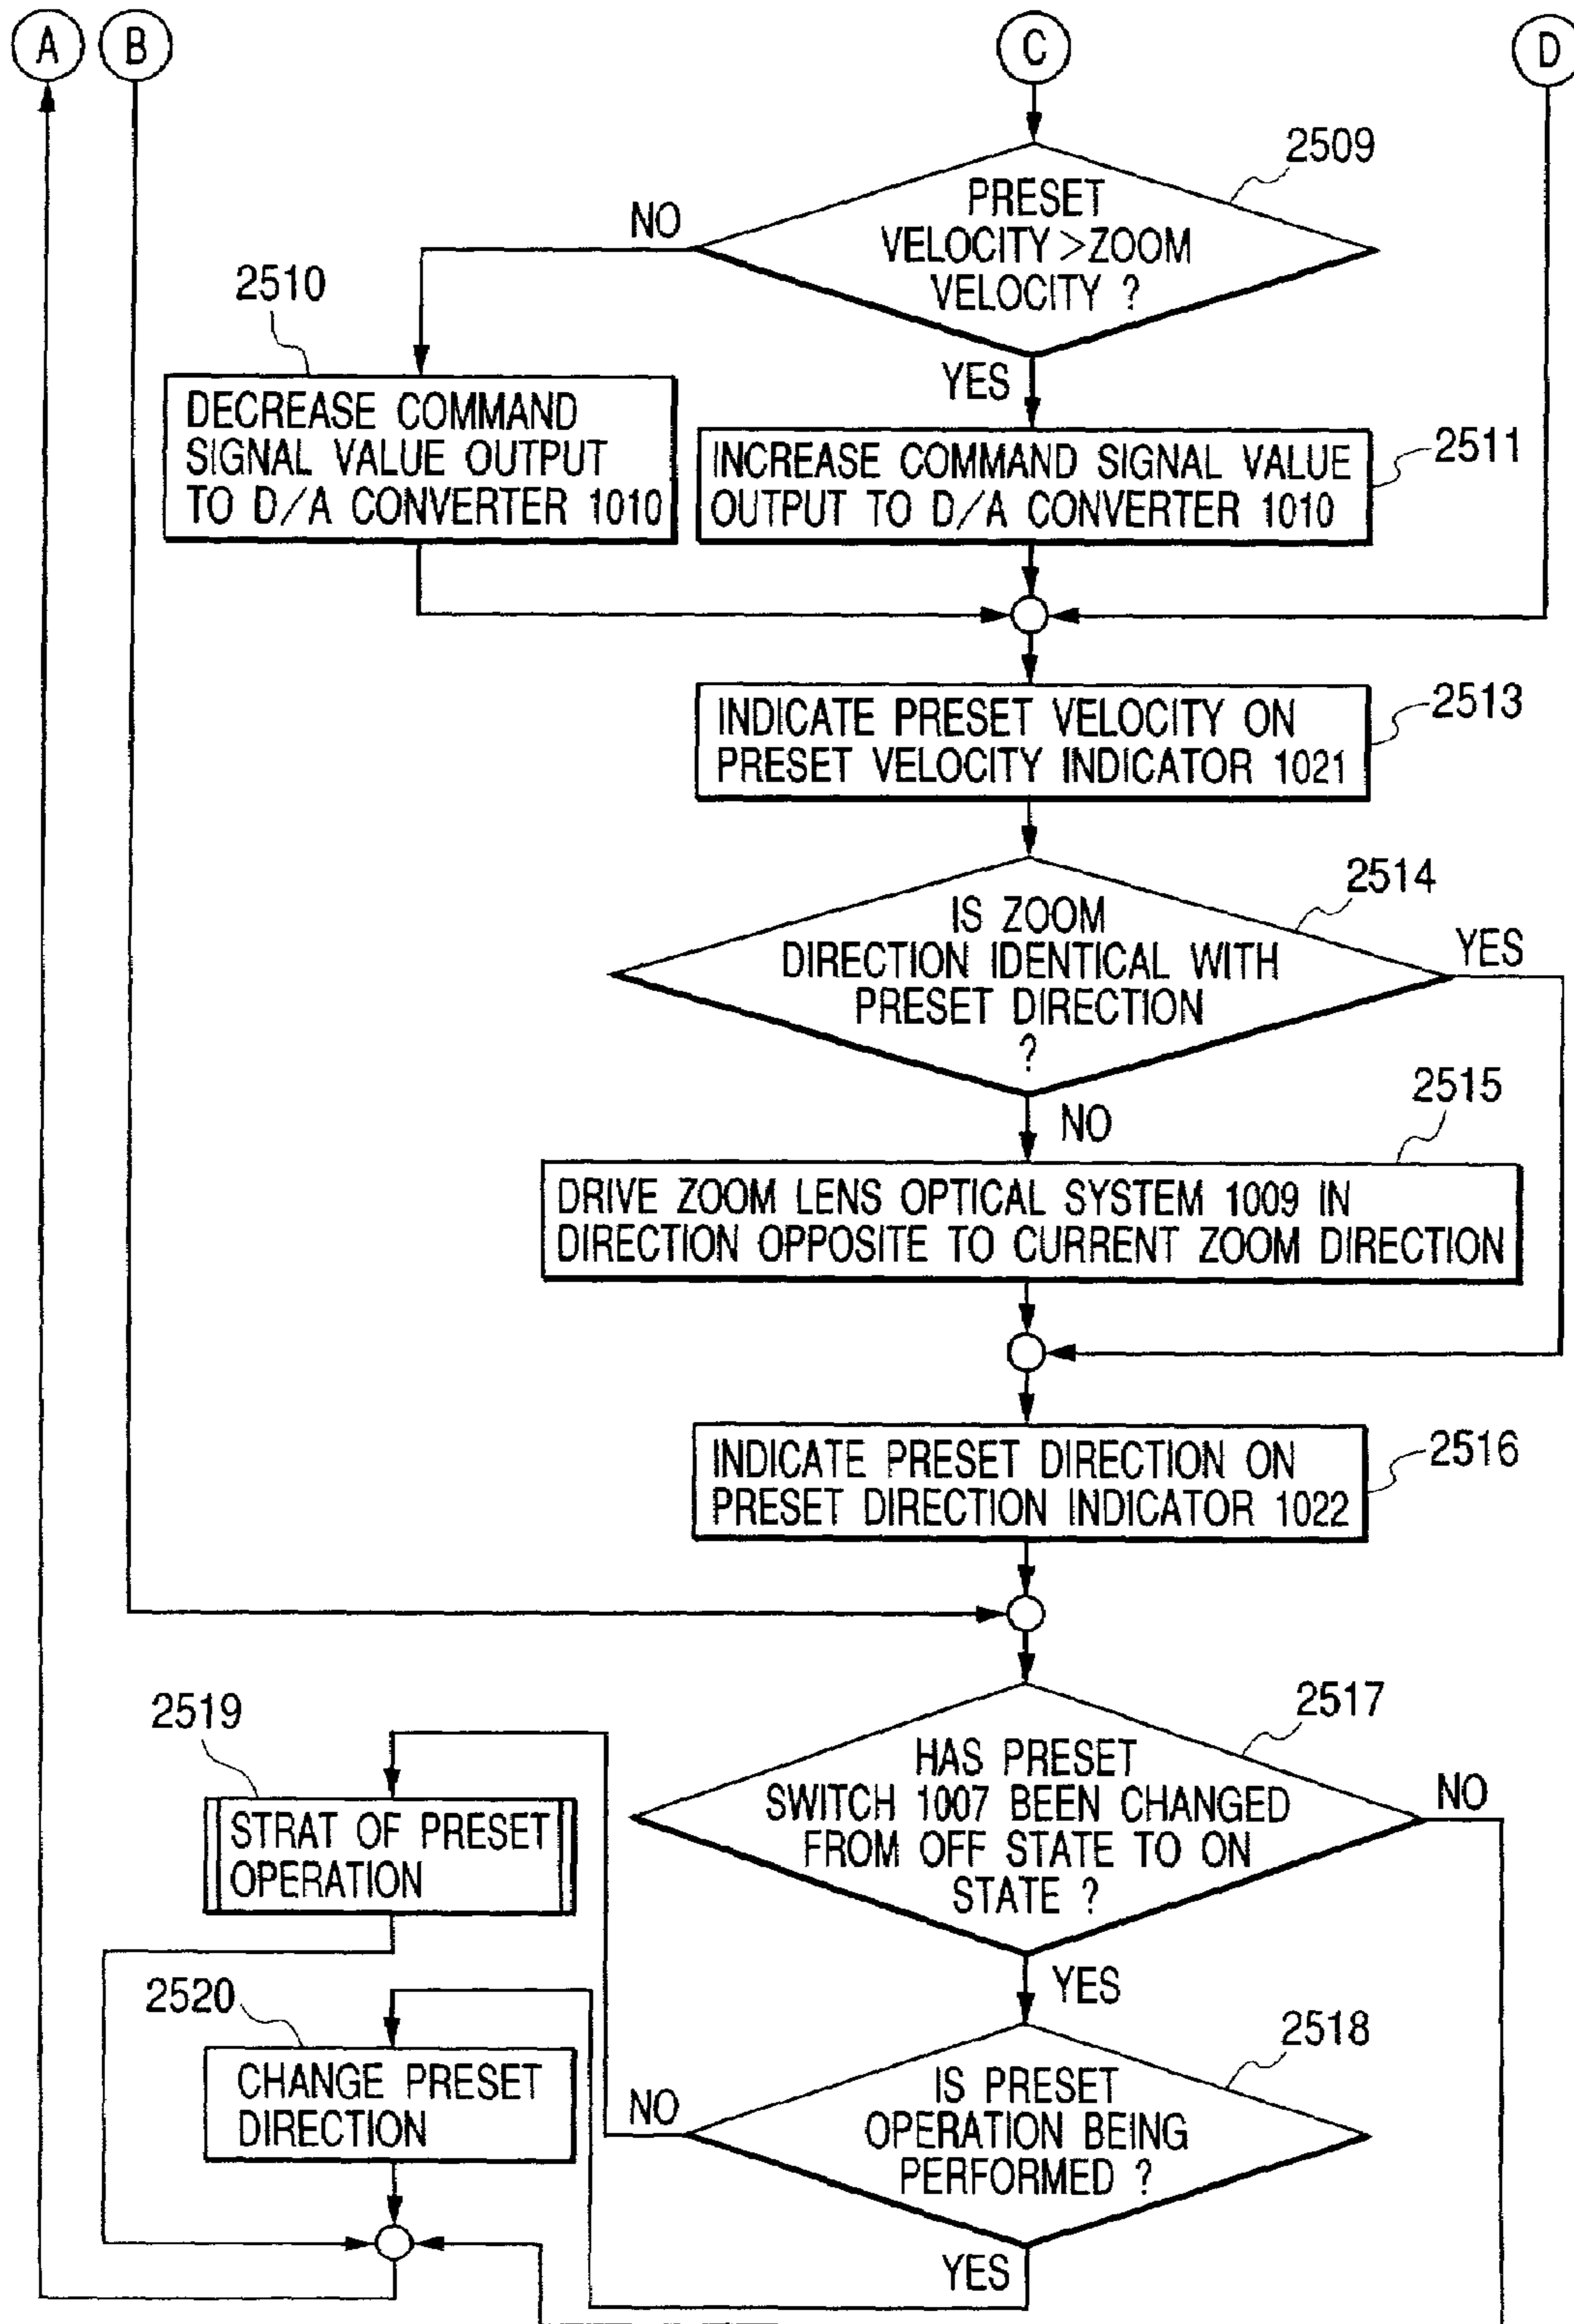 A
B
C
D
2509
PRESET
VELOCITY >ZOOM
VELOCITY ?
NO
YES
2510
DECREASE COMMAND
SIGNAL VALUE OUTPUT
TO D/A CONVERTER 1010
2511
INCREASE COMMAND SIGNAL VALUE
OUTPUT TO D/A CONVERTER 1010
2513
INDICATE PRESET VELOCITY ON
PRESET VELOCITY INDICATOR 1021
2514
IS ZOOM
DIRECTION IDENTICAL WITH
PRESET DIRECTION
?
YES
NO
2515
DRIVE ZOOM LENS OPTICAL SYSTEM 1009 IN
DIRECTION OPPOSITE TO CURRENT ZOOM DIRECTION
2516
INDICATE PRESET DIRECTION ON
PRESET DIRECTION INDICATOR 1022
2517
HAS PRESET
SWITCH 1007 BEEN CHANGED
FROM OFF STATE TO ON
STATE ?
NO
YES
2519
STRAT OF PRESET
OPERATION
2518
IS PRESET
OPERATION BEING
PERFORMED ?
NO
YES
2520
CHANGE PRESET
DIRECTION